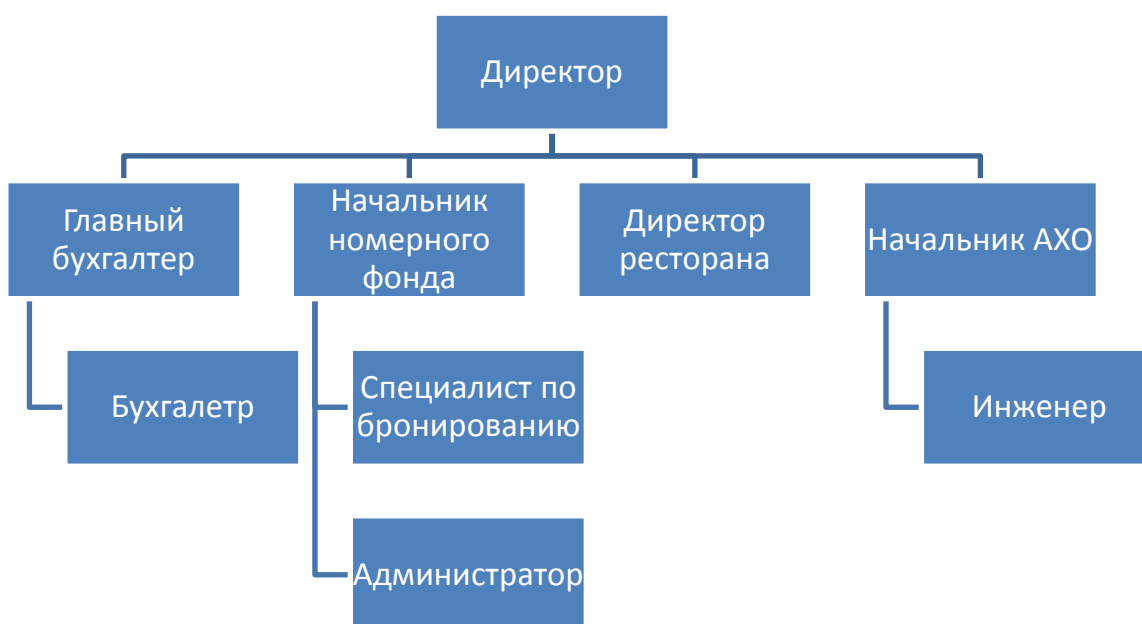 Директор
Главный
бухгалтер
Начальник
номерного
фонда
Директор
ресторана
Начальник АХО
Бухгалетр
Специалист по
бронированию
Инженер
Администратор